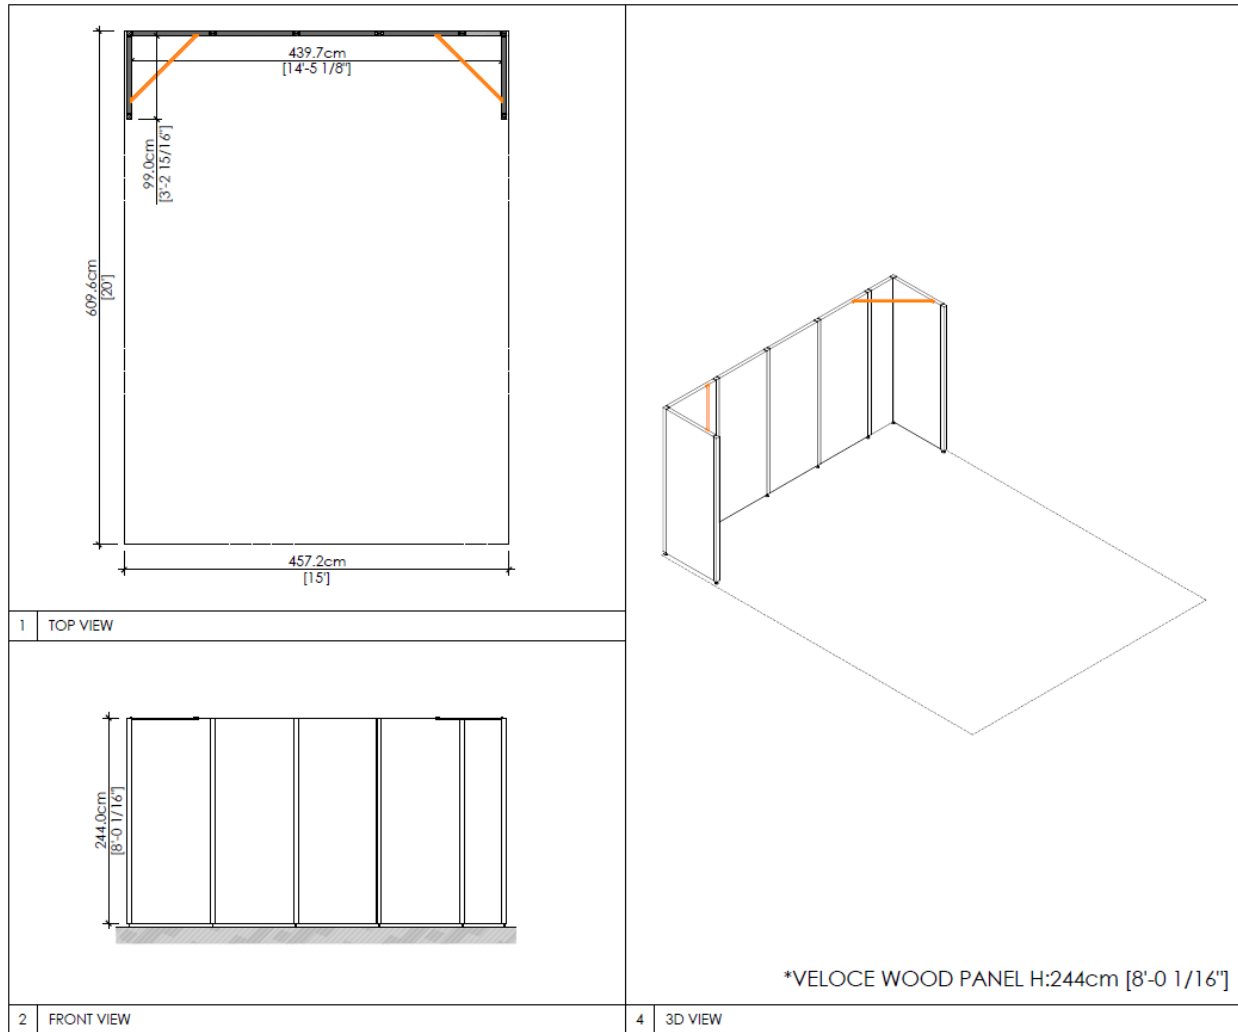 439.7cm
[14'-5 1/8"]
99.0cm
[3'-2 15/16"]
609.6cm
[20']
457.2cm
[15']
1 TOP VIEW
244.0cm
[8'-0 1/16"]
2 FRONT VIEW
*VELOCE WOOD PANEL H:244cm [8'-0 1/16"]
4 3D VIEW